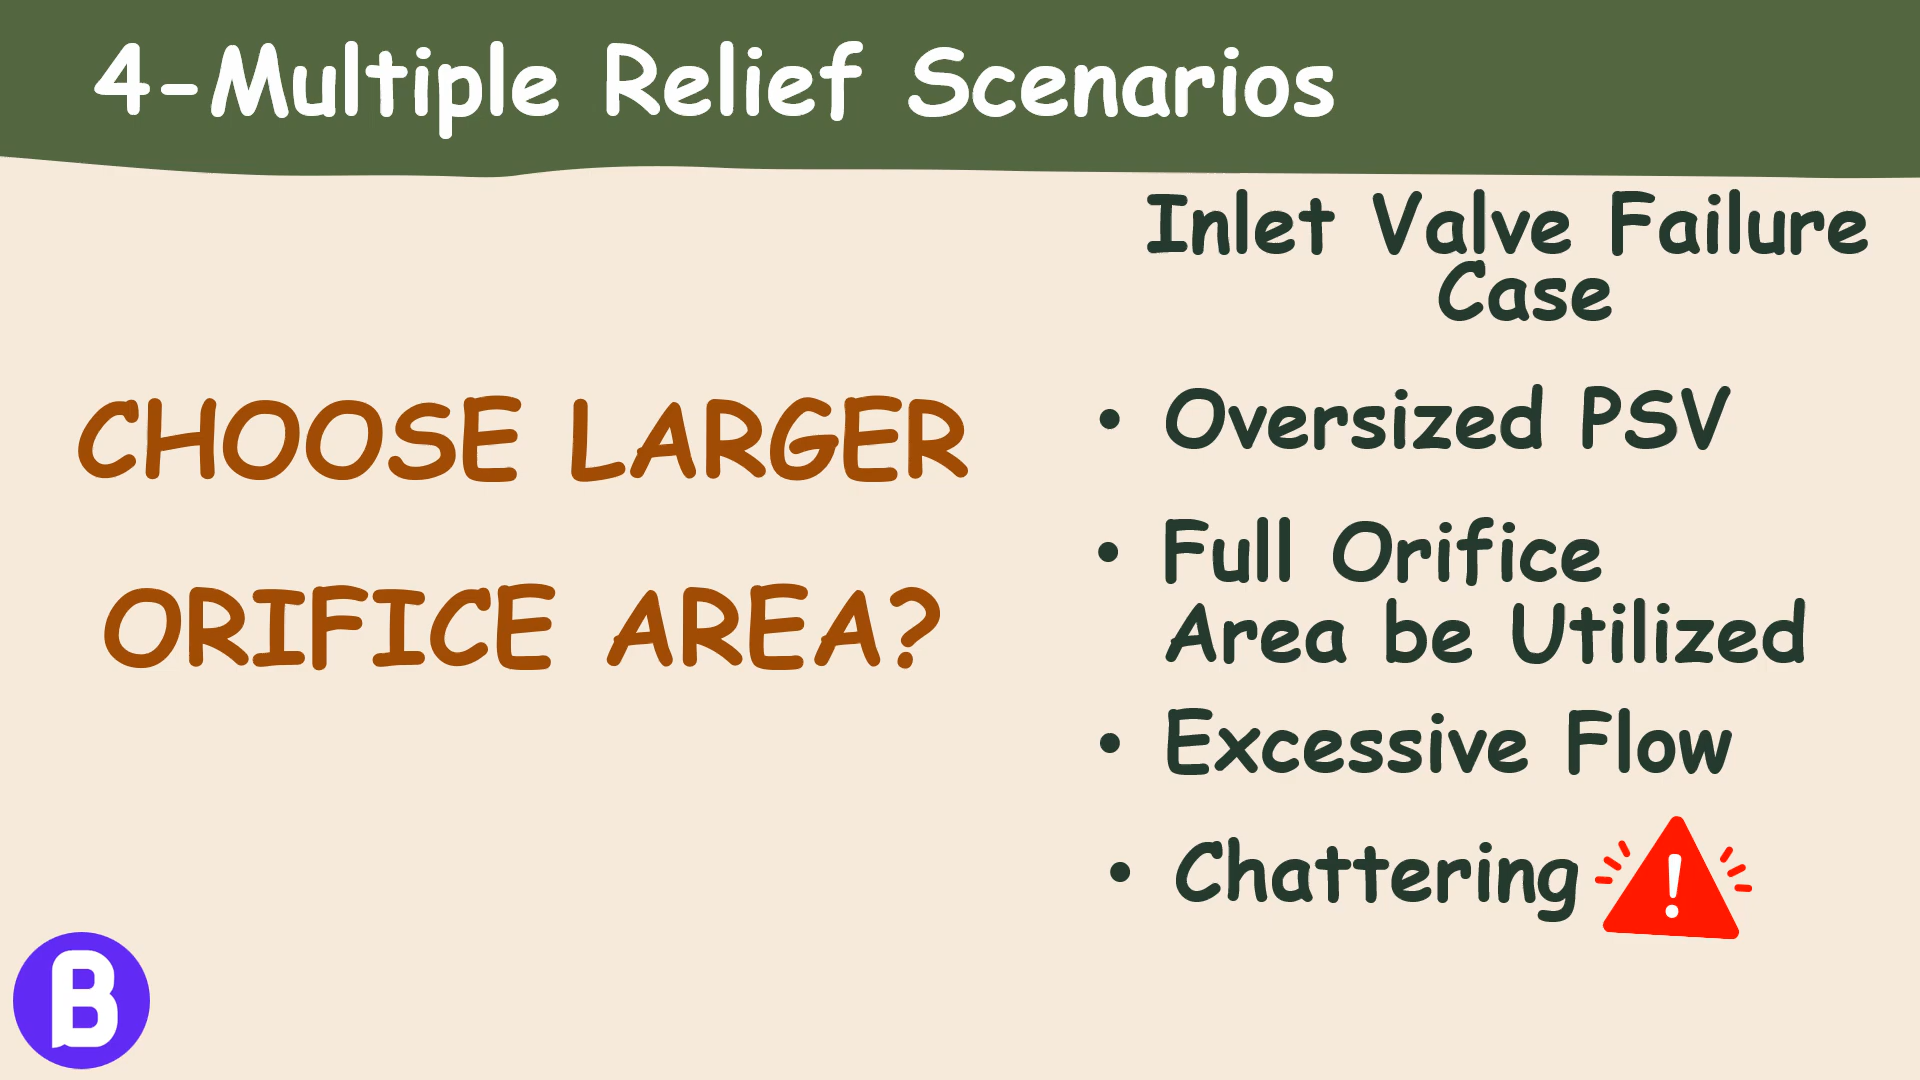 4-Multiple Relief Scenarios
CHOOSE LARGER
ORIFICE AREA?
Inlet Valve Failure
Case
• Oversized PSV
• Full Orifice
Area be Utilized
• Excessive Flow
• Chattering
!
B